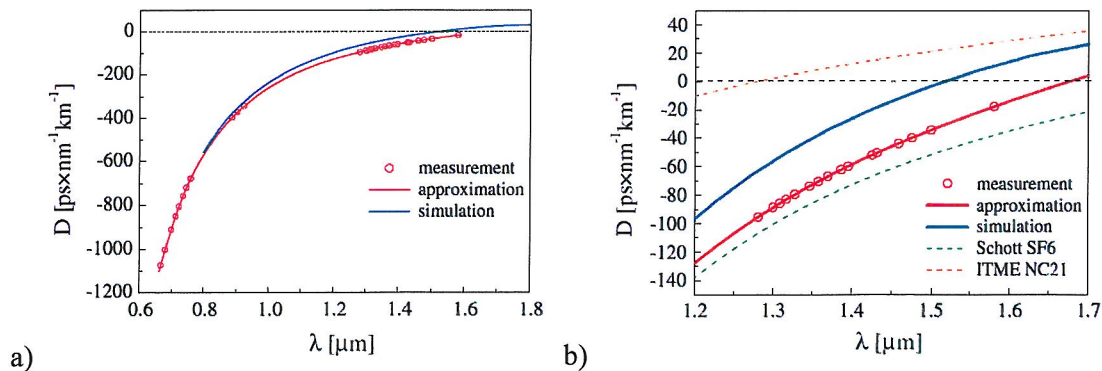 0
-200
-400
-600
-800
-1000
-1200
D [ps×nm⁻¹km⁻¹]
measurement
approximation
simulation
0.6 0.8 1.0 1.2 1.4 1.6 1.8
λ [µm]
a)
40
20
0
-20
-40
-60
-80
-100
-120
-140
D [ps×nm⁻¹km⁻¹]
measurement
approximation
simulation
Schott SF6
ITME NC21
1.2 1.3 1.4 1.5 1.6 1.7
λ [µm]
b)